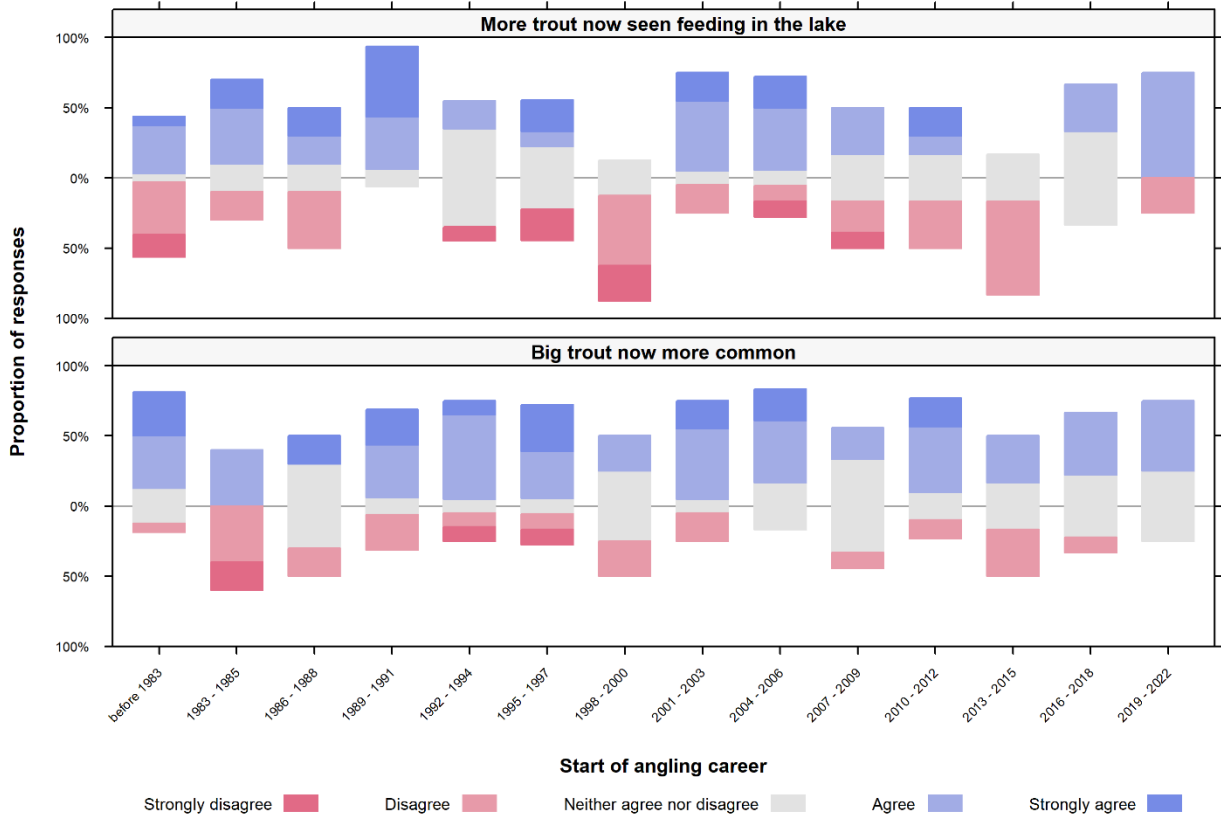 More trout now seen feeding in the lake
100%
50%
0%
50%
100%
Big trout now more common
100%
50%
0%
50%
100%
Proportion of responses
before 1983
1983 - 1985
1986 - 1988
1989 - 1991
1992 - 1994
1995 - 1997
1998 - 2000
2001 - 2003
2004 - 2006
2007 - 2009
2010 - 2012
2013 - 2015
2016 - 2018
2019 - 2022
Start of angling career
Strongly disagree Disagree Neither agree nor disagree Agree Strongly agree